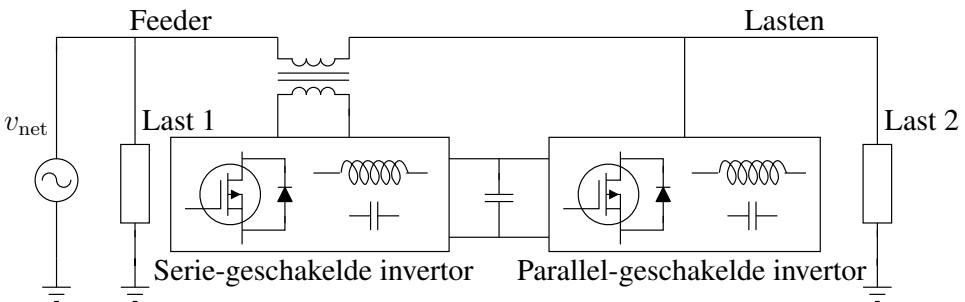 Feeder
Lasten
v_net
Last 1
Last 2
Serie-geschakelde invertor
Parallel-geschakelde invertor